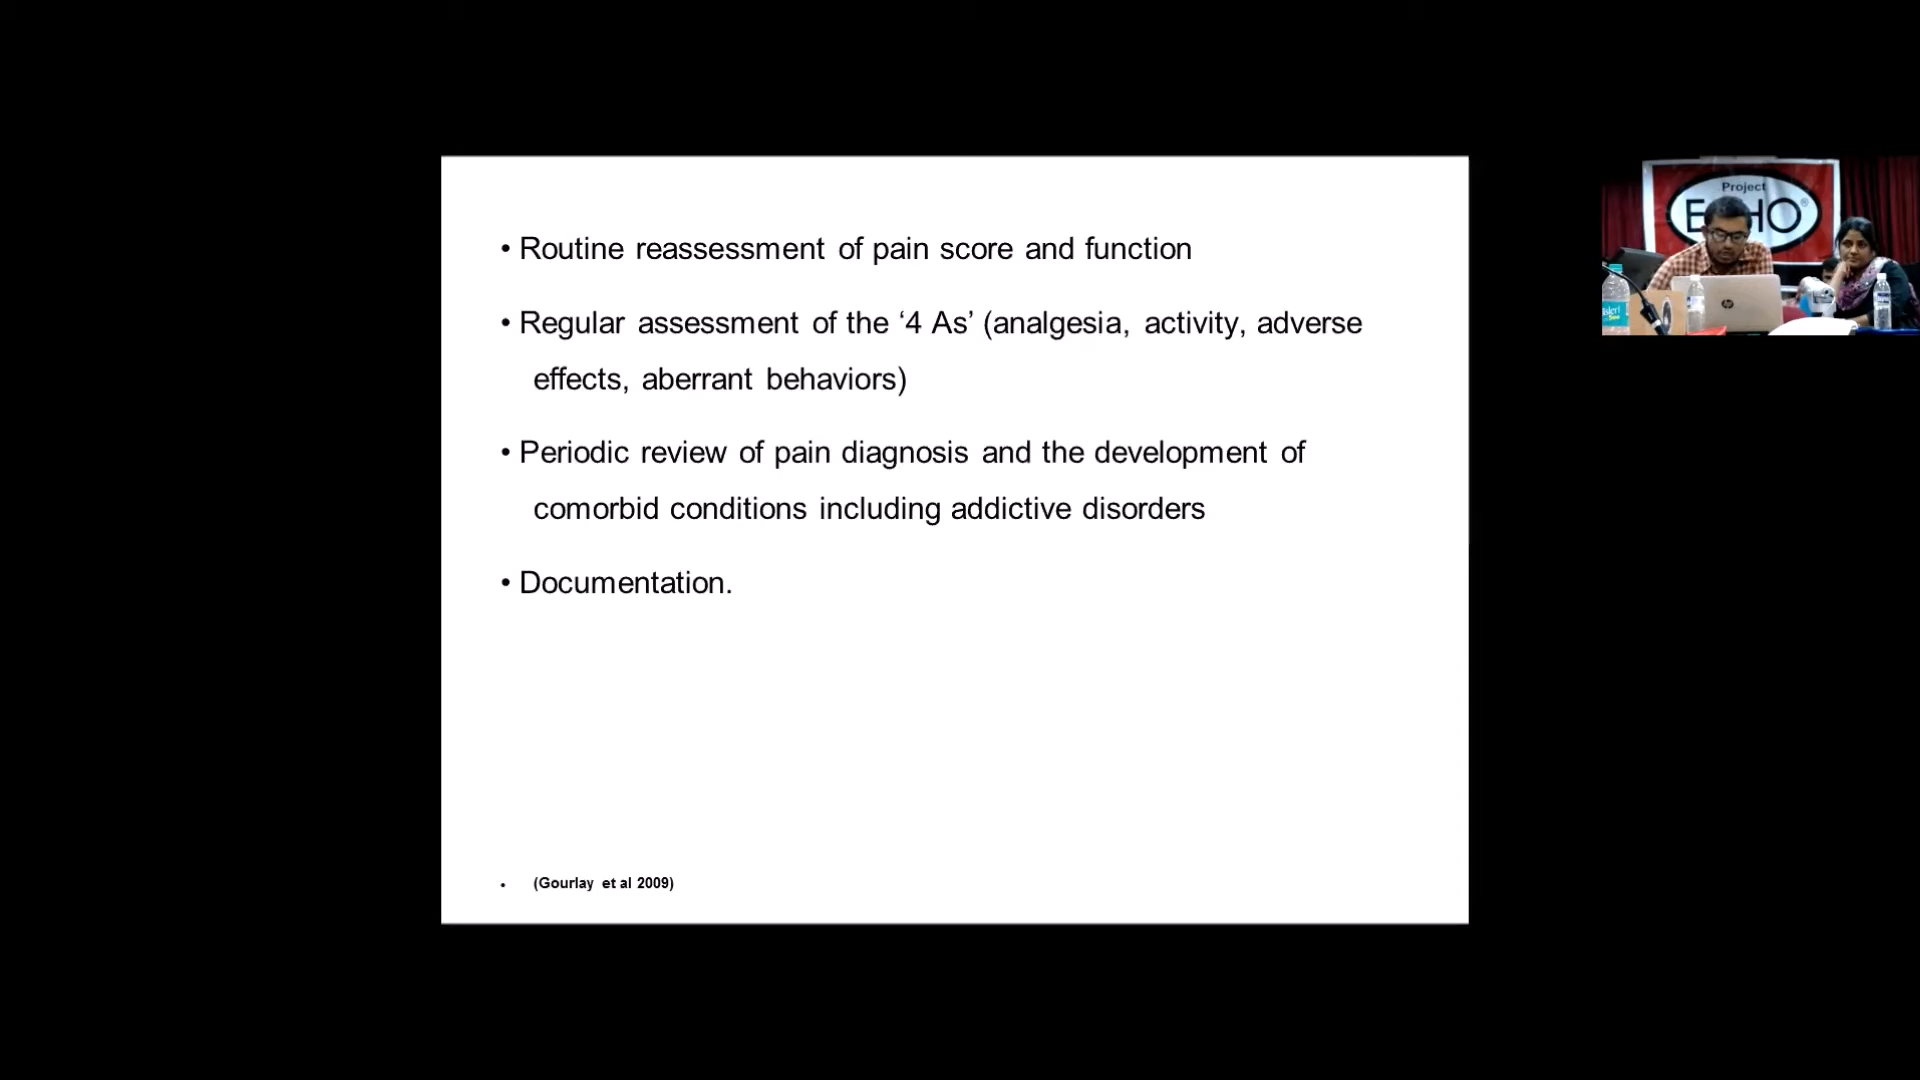 • Routine reassessment of pain score and function
• Regular assessment of the ‘4 As’ (analgesia, activity, adverse
effects, aberrant behaviors)
• Periodic review of pain diagnosis and the development of
comorbid conditions including addictive disorders
• Documentation.
• (Gourlay et al 2009)
Project
hp